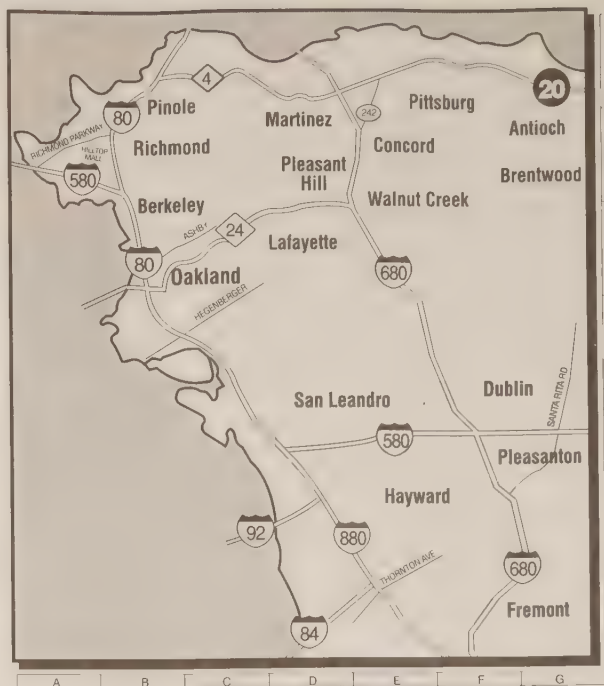 4
20
Pinole
80
Pittsburg
242
Martinez
Antioch
RICHMOND PARKWAY
HILLTOP
MALL
Richmond
Concord
580
Pleasant
Hill
Brentwood
Berkeley
Walnut Creek
ASHBY
24
Lafayette
80
Oakland
680
HEGENBERGER
Dublin
SANTA RITA RD
San Leandro
580
Pleasanton
Hayward
92
880
THORNTON AVE
680
Fremont
84
A B C D E F G